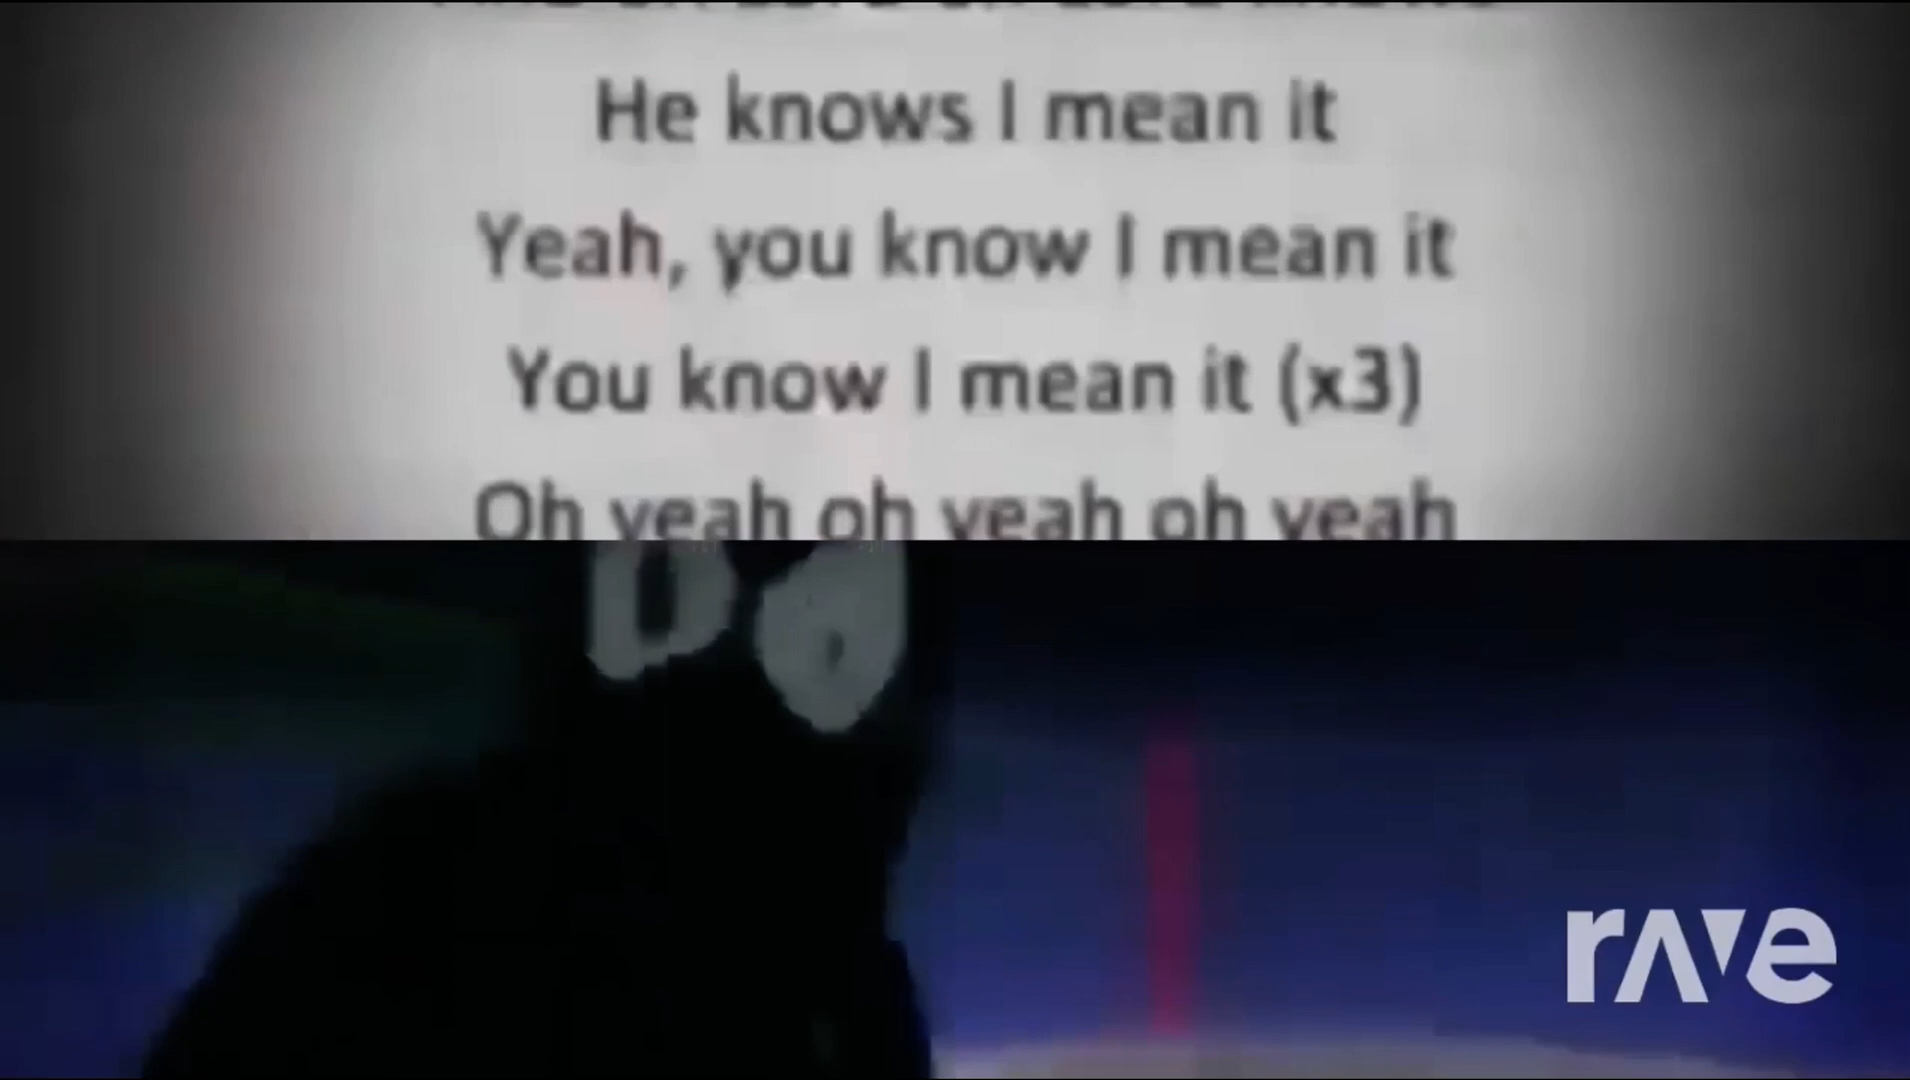 He knows I mean it
Yeah, you know I mean it
You know I mean it (x3)
Oh yeah oh yeah oh yeah
rave